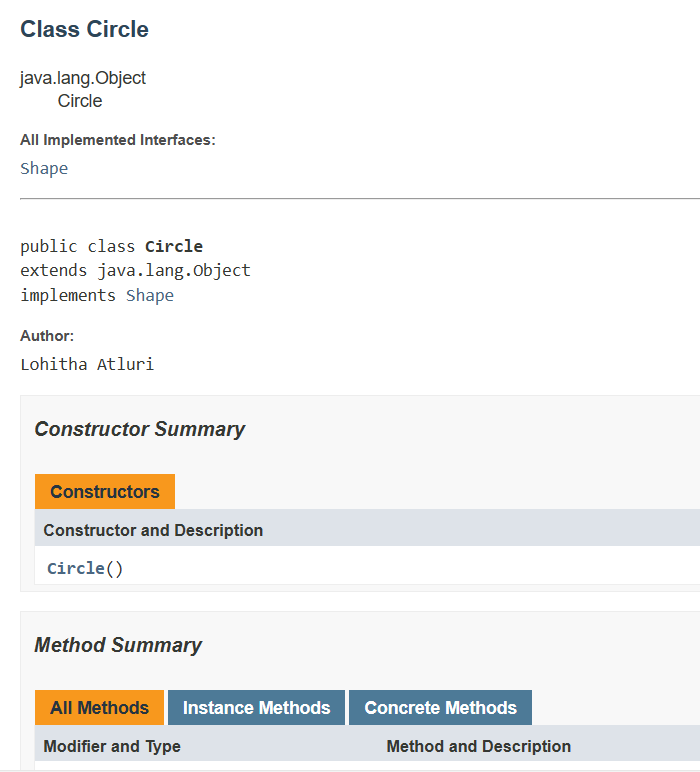 Class Circle
java.lang.Object
Circle
All Implemented Interfaces:
Shape
public class Circle
extends java.lang.Object
implements Shape
Author:
Lohitha Atluri
Constructor Summary
Constructors
Constructor and Description
Circle()
Method Summary
All Methods Instance Methods Concrete Methods
Modifier and Type Method and Description